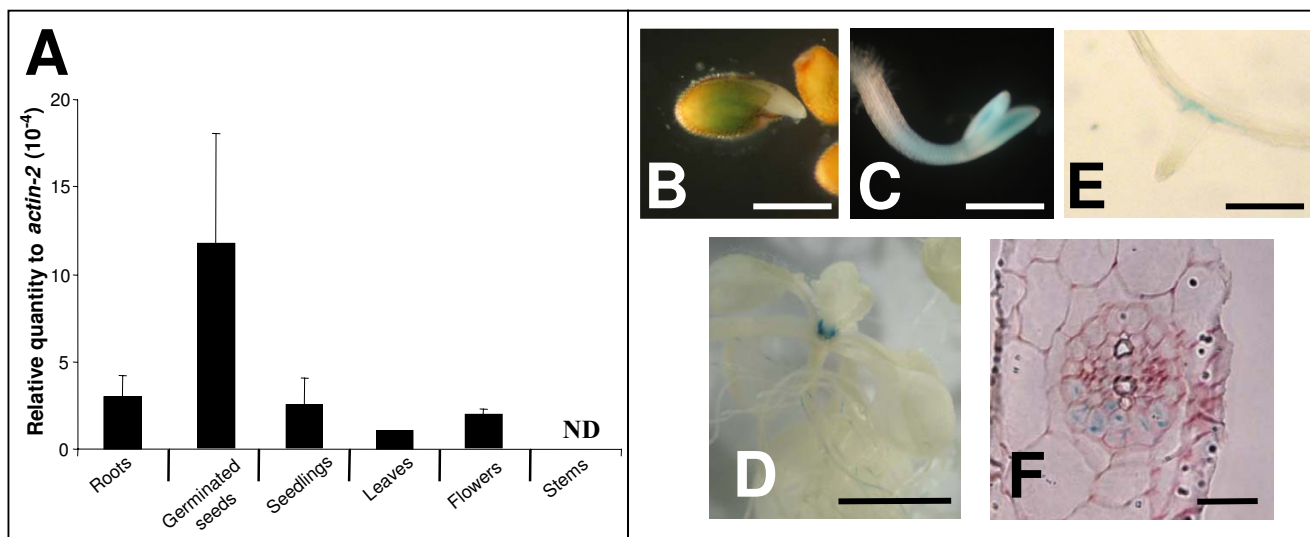 A
Relative quantity to actin-2 (10-4)
20
15
10
5
0
ND
Roots
Germinated
seeds
Seedlings
Leaves
Flowers
Stems
B
C
E
D
F